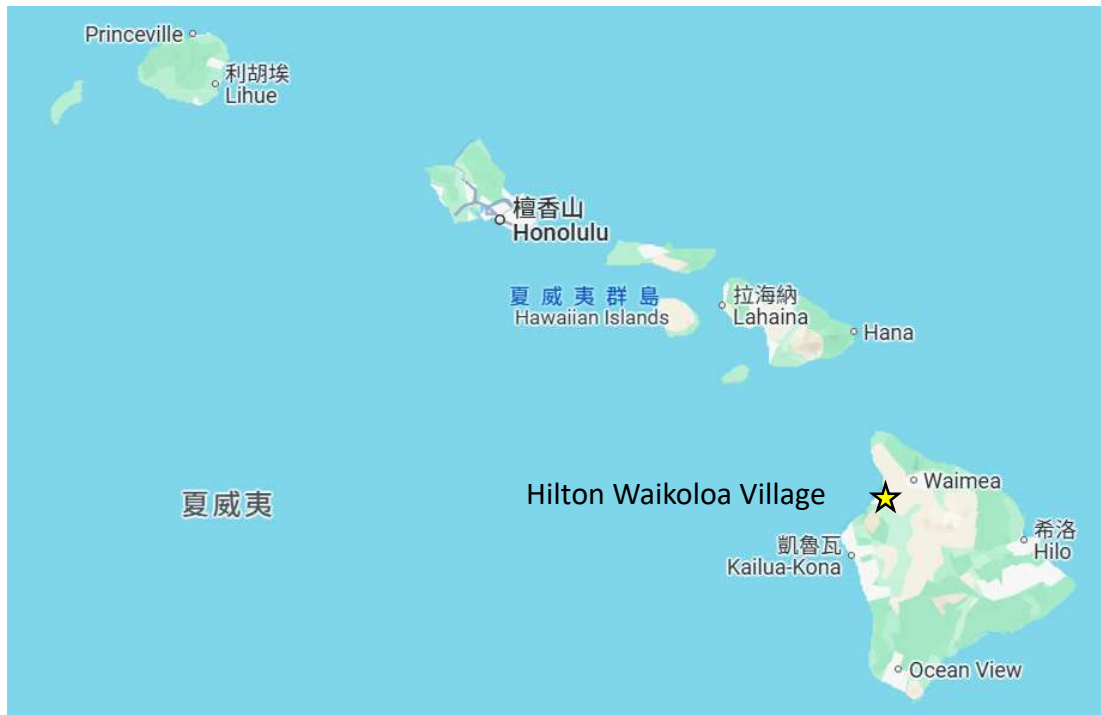 Princeville
利胡埃
Lihue
檀香山
Honolulu
夏威夷群島
Hawaiian Islands
拉海納
Lahaina
Hana
夏威夷
Hilton Waikoloa Village
Waimea
凱魯瓦
Kailua-Kona
希洛
Hilo
Ocean View